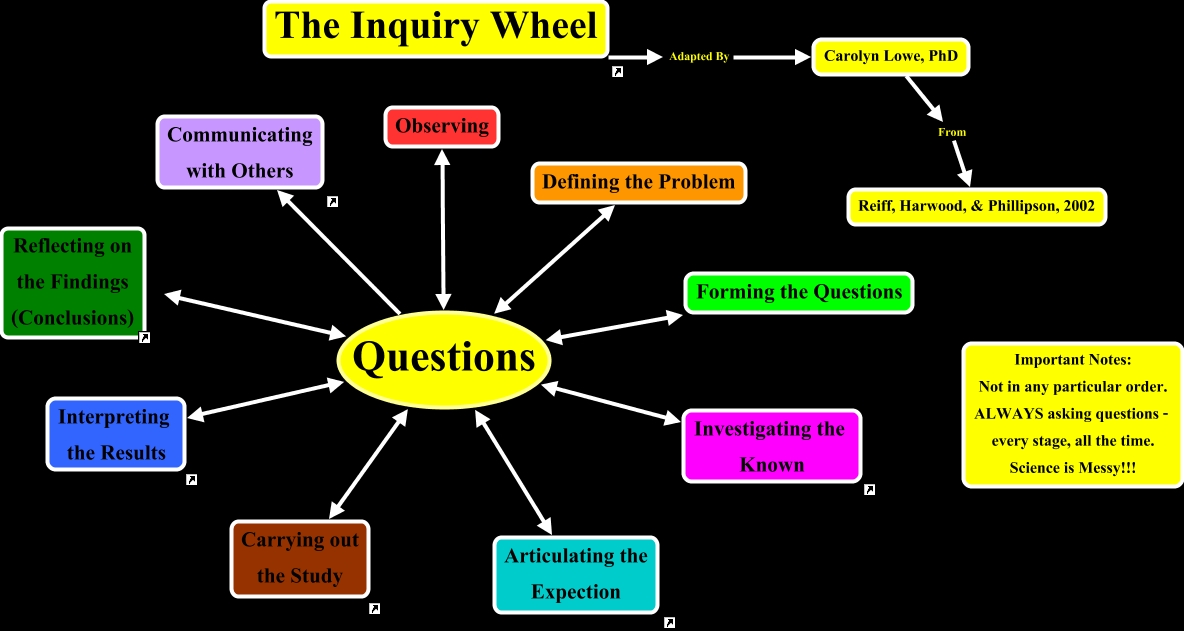 The Inquiry Wheel
Adapted By
Carolyn Lowe, PhD
From
Reiff, Harwood, & Phillipson, 2002
Observing
Communicating
with Others
Defining the Problem
Reflecting on
the Findings
(Conclusions)
Forming the Questions
Questions
Important Notes:
Not in any particular order.
ALWAYS asking questions -
every stage, all the time.
Science is Messy!!!
Interpreting
the Results
Investigating the
Known
Carrying out
the Study
Articulating the
Expection